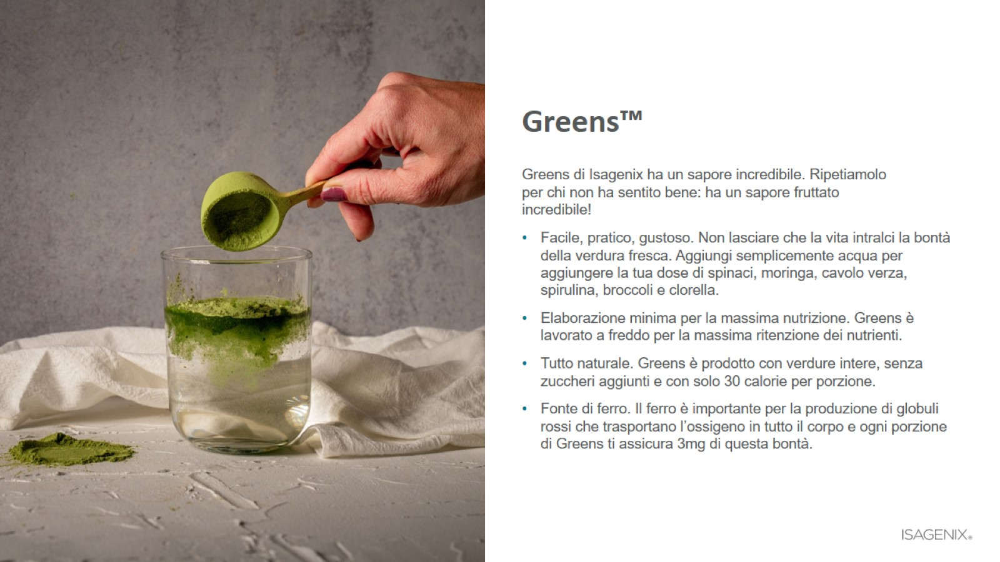 Greens™
Greens di Isagenix ha un sapore incredibile. Ripetiamolo
per chi non ha sentito bene: ha un sapore fruttato
incredibile!
• Facile, pratico, gustoso. Non lasciare che la vita intralci la bontà
della verdura fresca. Aggiungi semplicemente acqua per
aggiungere la tua dose di spinaci, moringa, cavolo verza,
spirulina, broccoli e clorella.
• Elaborazione minima per la massima nutrizione. Greens è
lavorato a freddo per la massima ritenzione dei nutrienti.
• Tutto naturale. Greens è prodotto con verdure intere, senza
zuccheri aggiunti e con solo 30 calorie per porzione.
• Fonte di ferro. Il ferro è importante per la produzione di globuli
rossi che trasportano l’ossigeno in tutto il corpo e ogni porzione
di Greens ti assicura 3mg di questa bontà.
ISAGENIX®